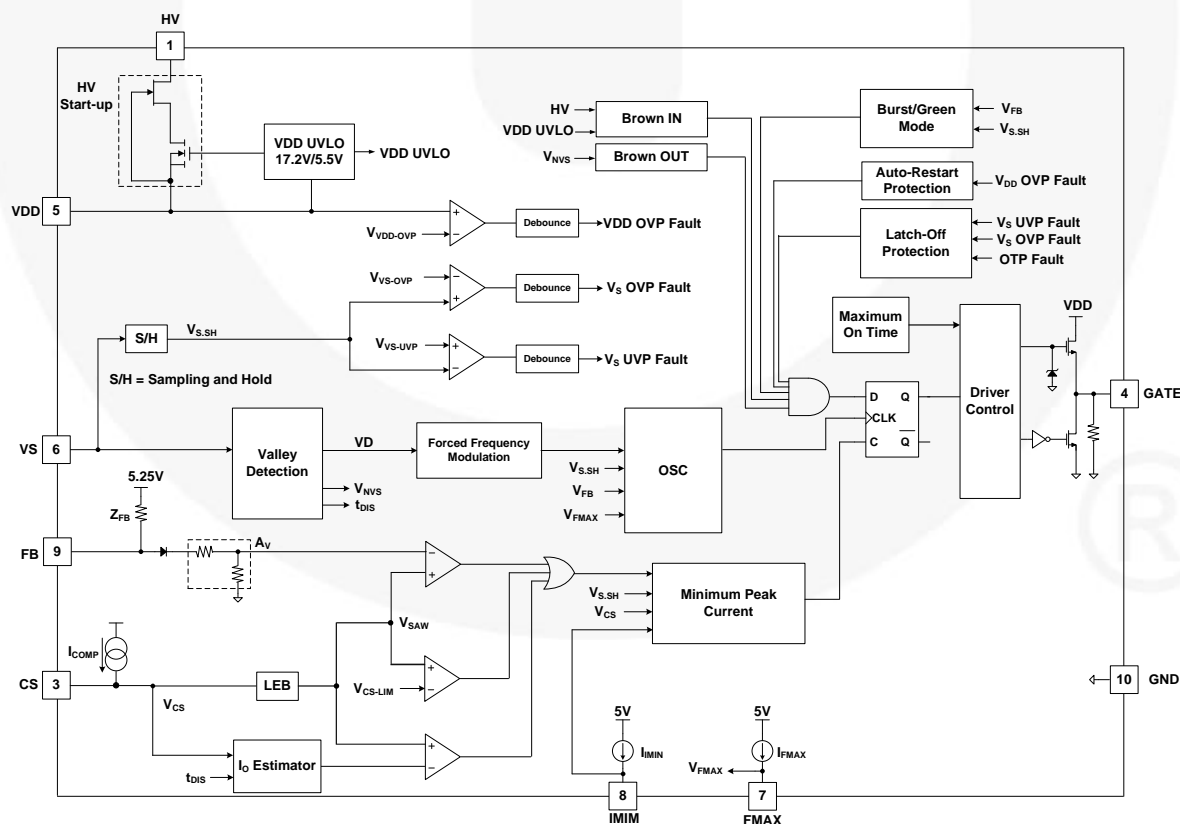 HV
1
HV
Start-up
VDD UVLO
17.2V/5.5V
VDD UVLO
HV
VDD UVLO
Brown IN
VNVS
Brown OUT
Burst/Green
Mode
VFB
VS.SH
Auto-Restart
Protection
VDD OVP Fault
Latch-Off
Protection
VS UVP Fault
VS OVP Fault
OTP Fault
VDD
5
VVDD-OVP
+
−
Debounce
VDD OVP Fault
VVS-OVP
−
+
Debounce
VS OVP Fault
S/H
VS.SH
VVS-UVP
+
−
Debounce
VS UVP Fault
S/H = Sampling and Hold
Maximum
On Time
VDD
D
Q
CLK
C
Q
Driver
Control
4
GATE
VS
6
Valley
Detection
VD
VNVS
tDIS
Forced Frequency
Modulation
VS.SH
VFB
VFMAX
OSC
5.25V
ZFB
FB
9
AV
−
+
VSAW
VS.SH
VCS
Minimum Peak
Current
ICOMP
CS
3
VCS
LEB
VCS-LIM
+
−
tDIS
IO Estimator
+
−
5V
IIMIN
8
IMIM
5V
IFMAX
VFMAX
7
FMAX
10
GND
®